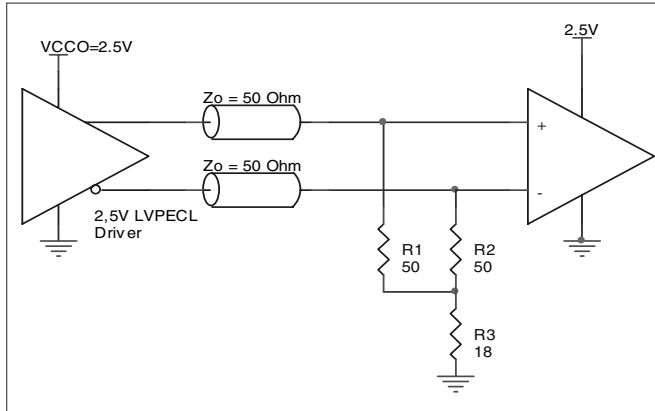 VCCO=2.5V
2.5V
Zo = 50 Ohm
+
Zo = 50 Ohm
-
2,5V LVPECL
Driver
R1
50
R2
50
R3
18